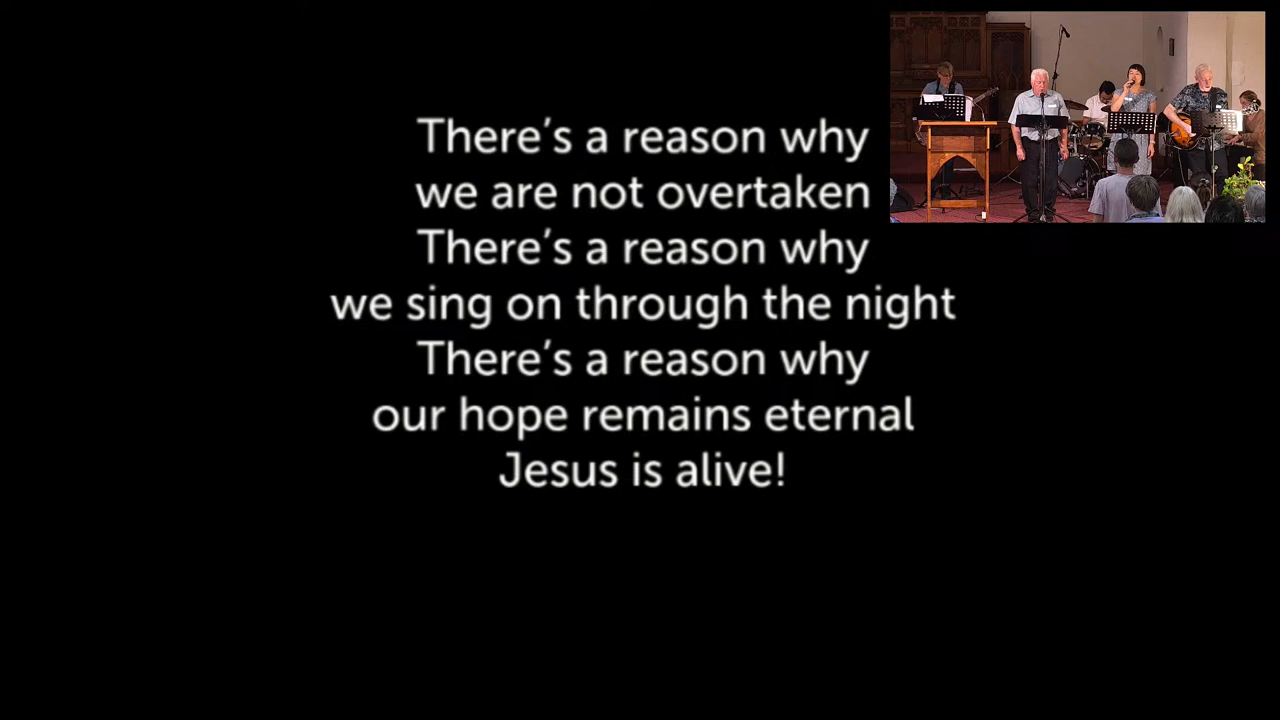 There's a reason why
we are not overtaken
There's a reason why
we sing on through the night
There's a reason why
our hope remains eternal
Jesus is alive!